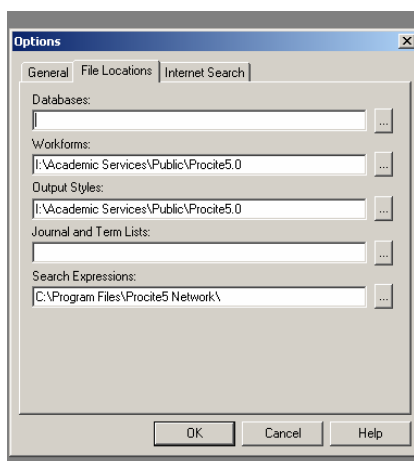 Options
General File Locations Internet Search
Databases:
...
Workforms:
I:\Academic Services\Public\Procite5.0
...
Output Styles:
I:\Academic Services\Public\Procite5.0
...
Journal and Term Lists:
...
Search Expressions:
C:\Program Files\Procite5 Network\
...
OK Cancel Help